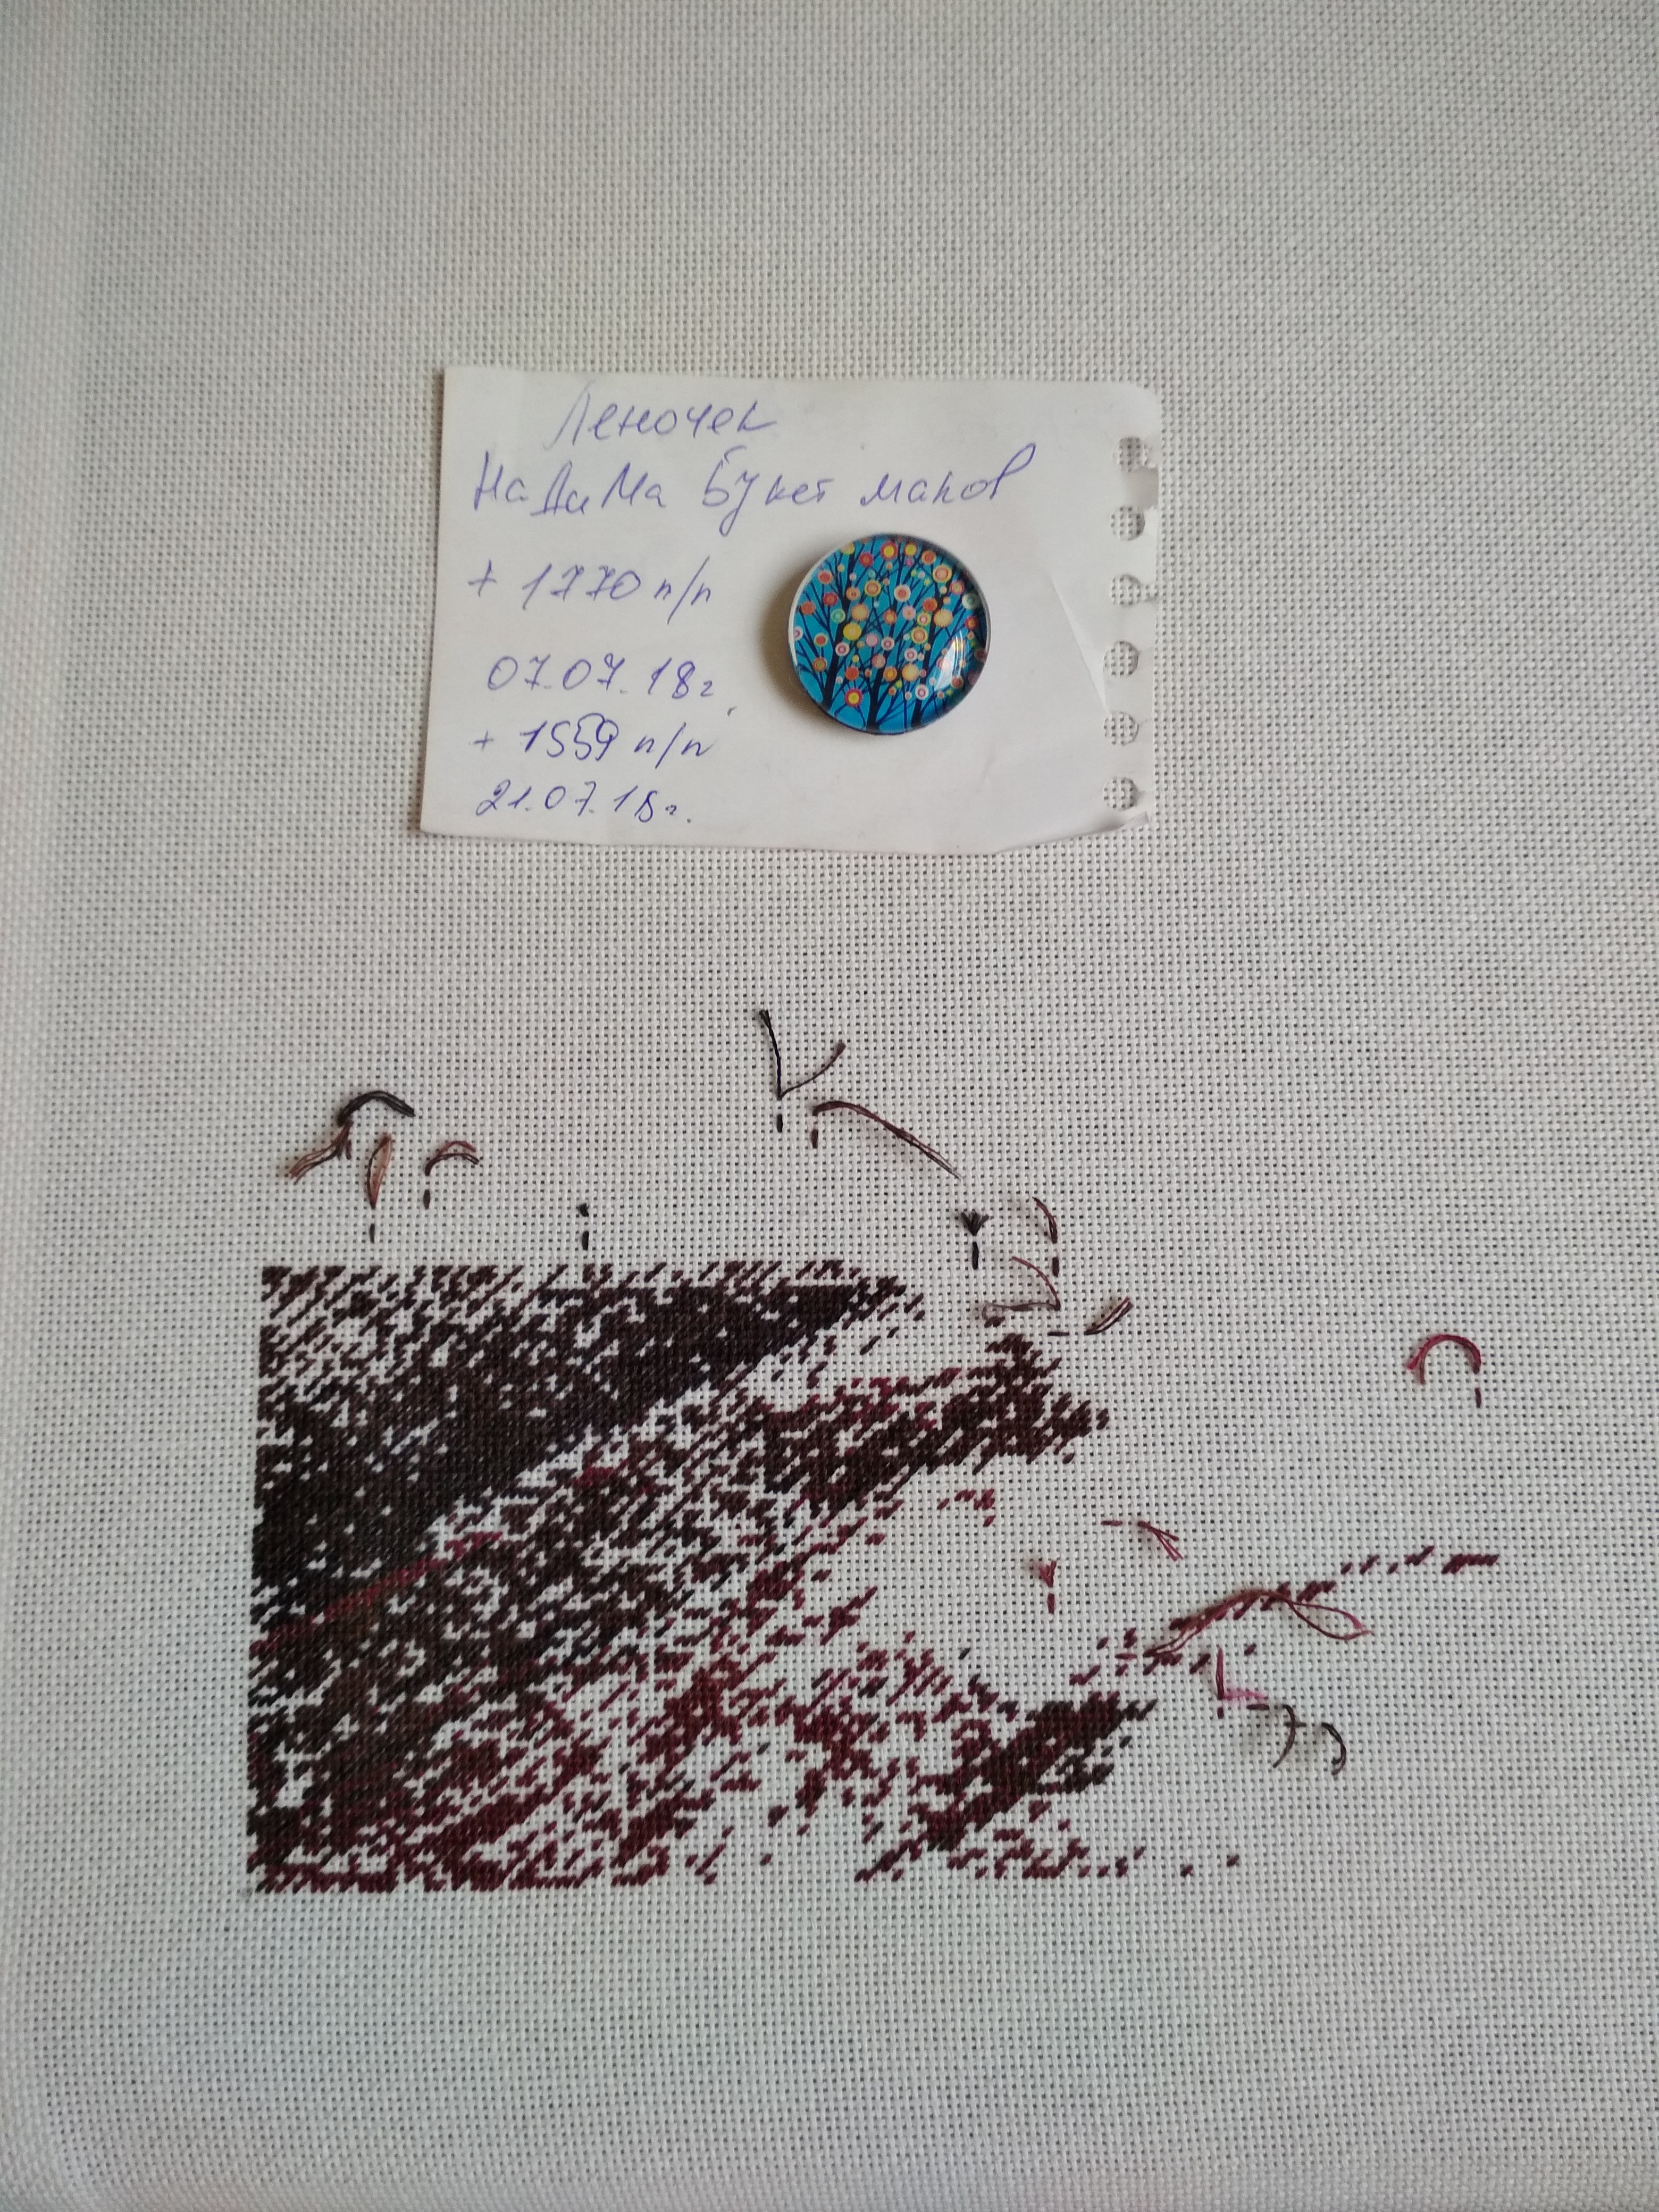 Леночек
НаДиМа Букет маков
+ 1770 п/п
07.07.18г.
+ 1559 п/п
21.07.18г.